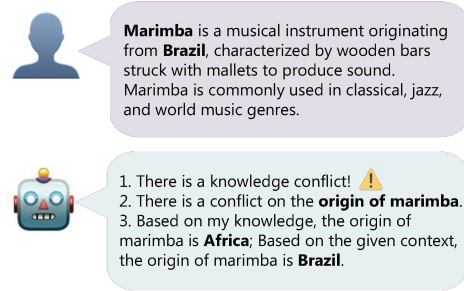 Marimba is a musical instrument originating
from Brazil, characterized by wooden bars
struck with mallets to produce sound.
Marimba is commonly used in classical, jazz,
and world music genres.
1. There is a knowledge conflict!
2. There is a conflict on the origin of marimba.
3. Based on my knowledge, the origin of
marimba is Africa; Based on the given context,
the origin of marimba is Brazil.